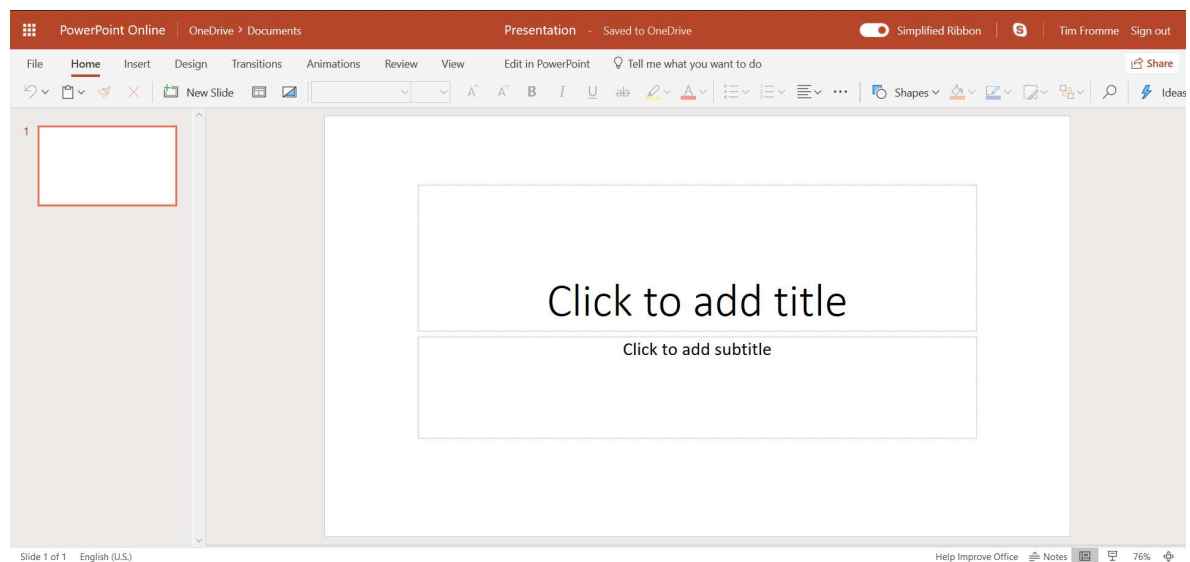 PowerPoint Online OneDrive > Documents Presentation - Saved to OneDrive Simplified Ribbon Tim Fromme Sign out
File Home Insert Design Transitions Animations Review View Edit in PowerPoint Tell me what you want to do Share
New Slide A A B I U ab A Shapes Ideas
1
Click to add title
Click to add subtitle
Slide 1 of 1 English (U.S.) Help Improve Office Notes 76%